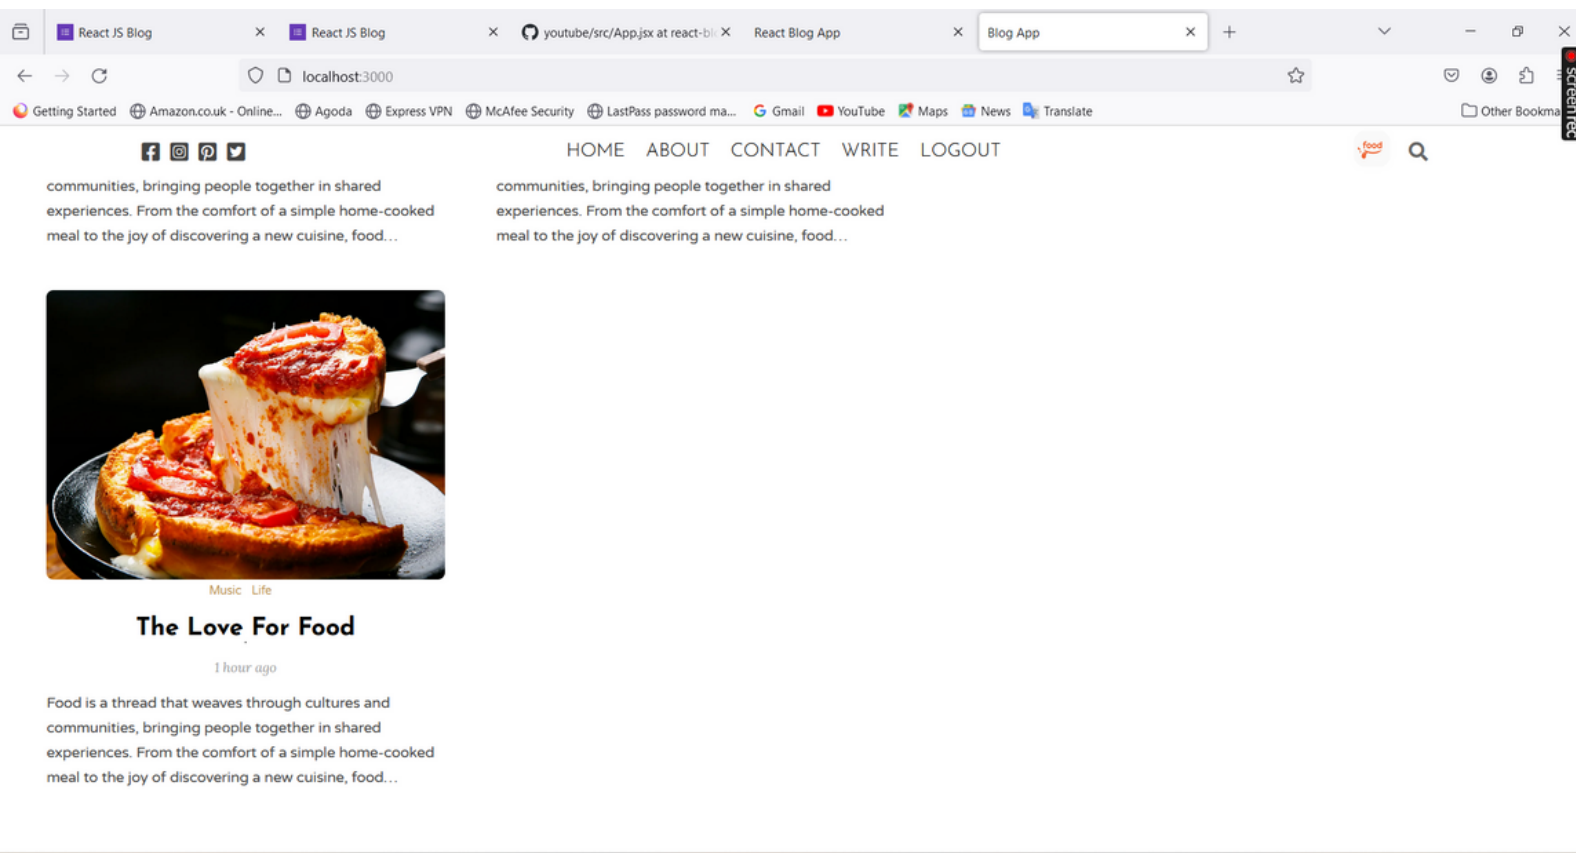 React JS Blog
React JS Blog
youtube/src/App.jsx at react-bl
React Blog App
Blog App
localhost:3000
Getting Started
Amazon.co.uk - Online...
Agoda
Express VPN
McAfee Security
LastPass password ma...
Gmail
YouTube
Maps
News
Translate
Other Bookma
screenrec
HOME ABOUT CONTACT WRITE LOGOUT
food
communities, bringing people together in shared
experiences. From the comfort of a simple home-cooked
meal to the joy of discovering a new cuisine, food...
communities, bringing people together in shared
experiences. From the comfort of a simple home-cooked
meal to the joy of discovering a new cuisine, food...
Music Life
The Love For Food
1 hour ago
Food is a thread that weaves through cultures and
communities, bringing people together in shared
experiences. From the comfort of a simple home-cooked
meal to the joy of discovering a new cuisine, food...